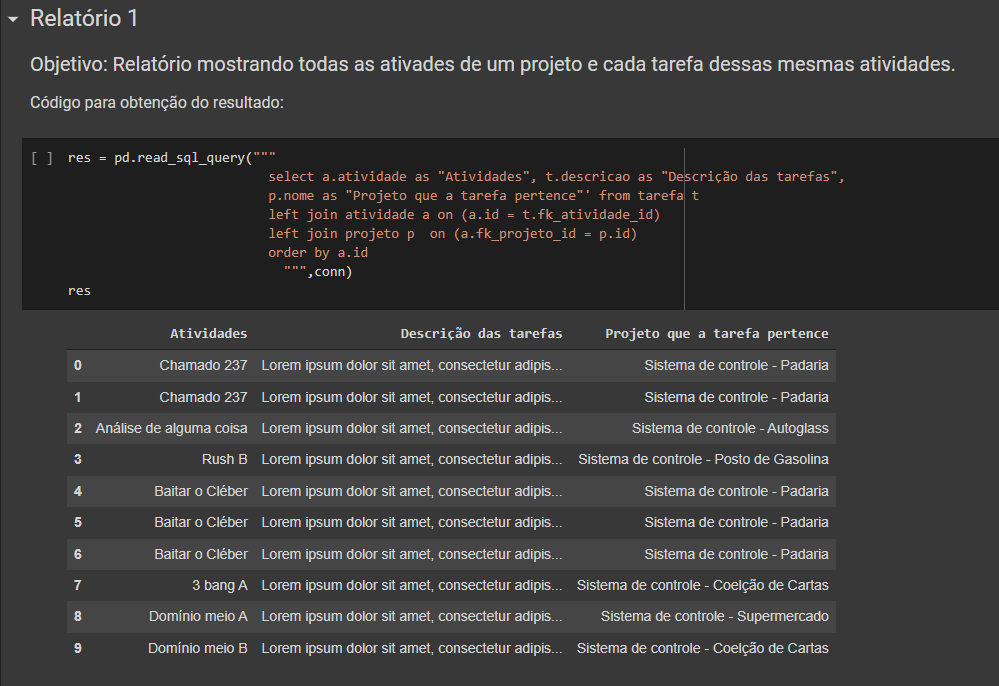 Relatório 1
Objetivo: Relatório mostrando todas as ativades de um projeto e cada tarefa dessas mesmas atividades.
Código para obtenção do resultado:
[ ] res = pd.read_sql_query("""
select a.atividade as "Atividades", t.descricao as "Descrição das tarefas",
p.nome as "Projeto que a tarefa pertence"' from tarefa t
left join atividade a on (a.id = t.fk_atividade_id)
left join projeto p  on (a.fk_projeto_id = p.id)
order by a.id
""",conn)
res
Atividades Descrição das tarefas Projeto que a tarefa pertence
0 Chamado 237 Lorem ipsum dolor sit amet, consectetur adipis... Sistema de controle - Padaria
1 Chamado 237 Lorem ipsum dolor sit amet, consectetur adipis... Sistema de controle - Padaria
2 Análise de alguma coisa Lorem ipsum dolor sit amet, consectetur adipis... Sistema de controle - Autoglass
3 Rush B Lorem ipsum dolor sit amet, consectetur adipis... Sistema de controle - Posto de Gasolina
4 Baitar o Cléber Lorem ipsum dolor sit amet, consectetur adipis... Sistema de controle - Padaria
5 Baitar o Cléber Lorem ipsum dolor sit amet, consectetur adipis... Sistema de controle - Padaria
6 Baitar o Cléber Lorem ipsum dolor sit amet, consectetur adipis... Sistema de controle - Padaria
7 3 bang A Lorem ipsum dolor sit amet, consectetur adipis... Sistema de controle - Coelção de Cartas
8 Domínio meio A Lorem ipsum dolor sit amet, consectetur adipis... Sistema de controle - Supermercado
9 Domínio meio B Lorem ipsum dolor sit amet, consectetur adipis... Sistema de controle - Coelção de Cartas